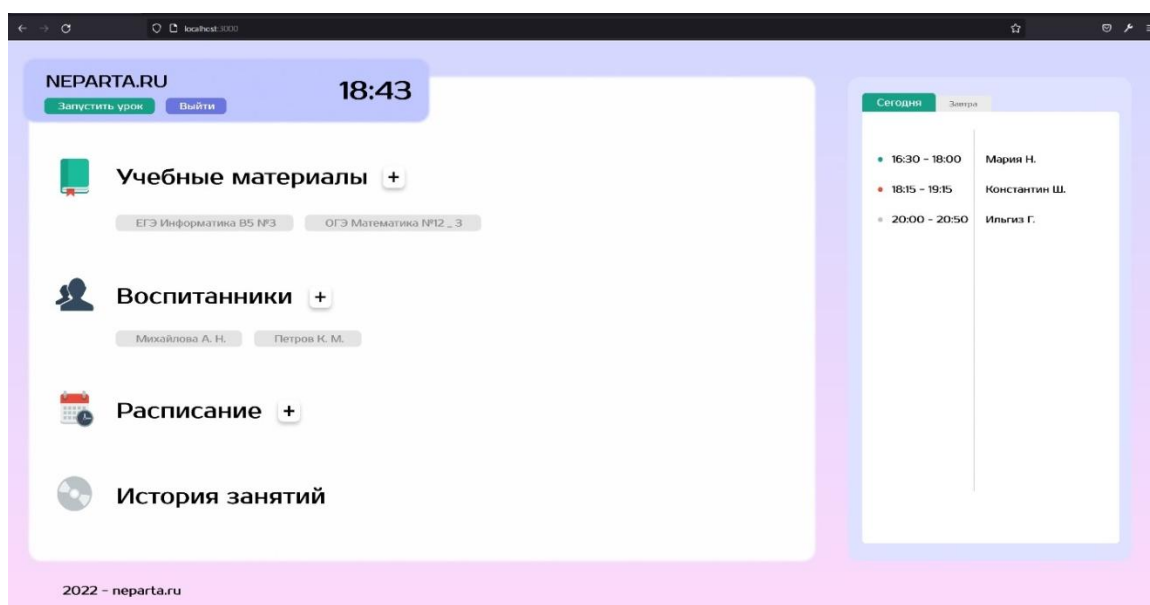 localhost:3000
NEPARTA.RU
18:43
Запустить урок Выйти
Учебные материалы +
ЕГЭ Информатика B5 №3 ОГЭ Математика №12 _ 3
Воспитанники +
Михайлова А. Н. Петров К. М.
Расписание +
История занятий
2022 - neparta.ru
Сегодня Завтра
16:30 - 18:00 Мария Н.
18:15 - 19:15 Константин Ш.
20:00 - 20:50 Ильгиз Г.